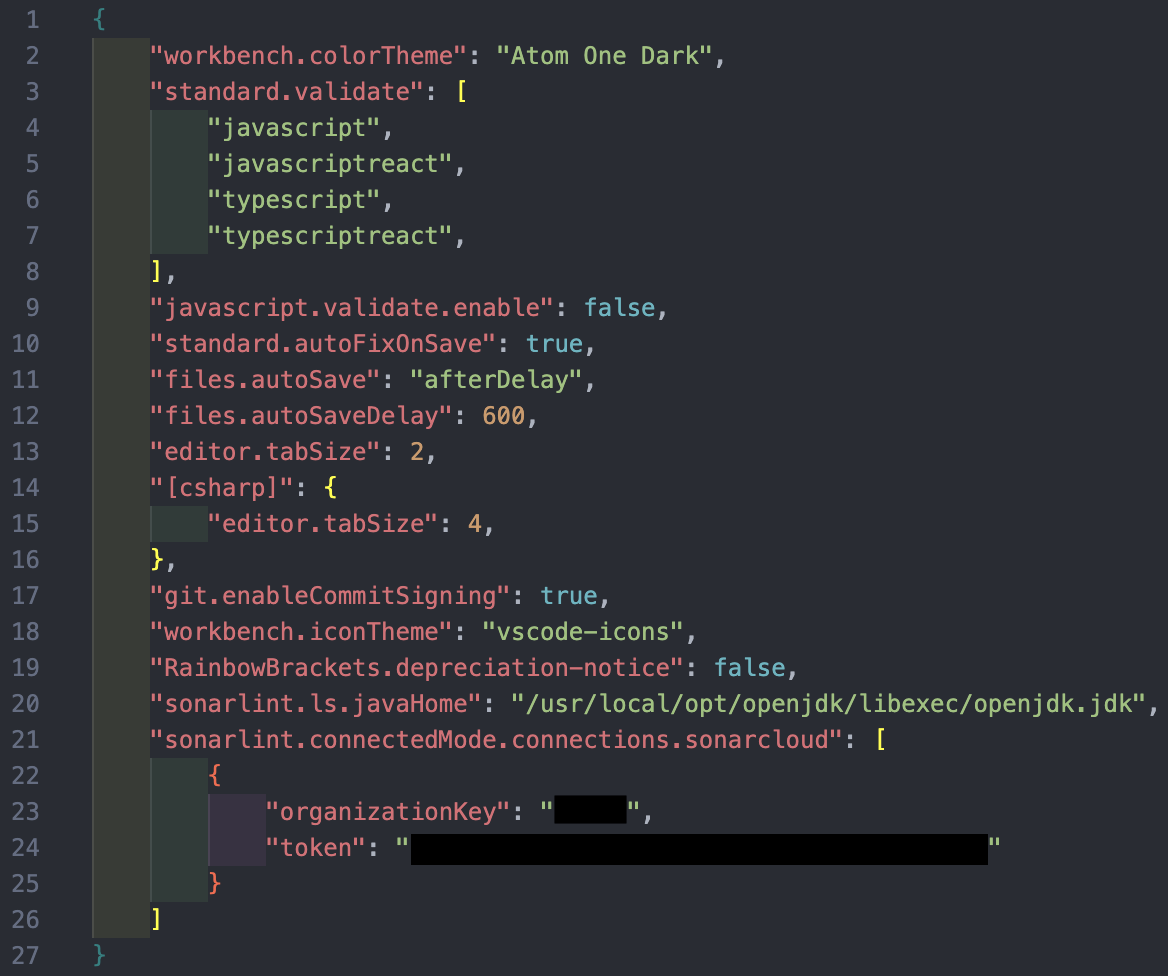 1 {
2 "workbench.colorTheme": "Atom One Dark",
3 "standard.validate": [
4 "javascript",
5 "javascriptreact",
6 "typescript",
7 "typescriptreact",
8 ],
9 "javascript.validate.enable": false,
10 "standard.autoFixOnSave": true,
11 "files.autoSave": "afterDelay",
12 "files.autoSaveDelay": 600,
13 "editor.tabSize": 2,
14 "[csharp]": {
15 "editor.tabSize": 4,
16 },
17 "git.enableCommitSigning": true,
18 "workbench.iconTheme": "vscode-icons",
19 "RainbowBrackets.depreciation-notice": false,
20 "sonarlint.ls.javaHome": "/usr/local/opt/openjdk/libexec/openjdk.jdk",
21 "sonarlint.connectedMode.connections.sonarcloud": [
22 {
23 "organizationKey": "",
24 "token": ""
25 }
26 ]
27 }